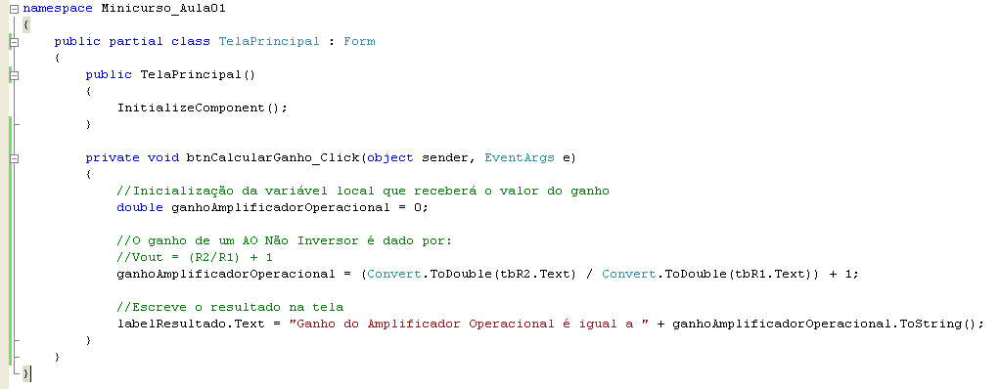 namespace Minicurso_Aula01
{
public partial class TelaPrincipal : Form
{
public TelaPrincipal()
{
InitializeComponent();
}
private void btnCalcularGanho_Click(object sender, EventArgs e)
{
//Inicialização da variável local que receberá o valor do ganho
double ganhoAmplificadorOperacional = 0;
//O ganho de um AO Não Inversor é dado por:
//Vout = (R2/R1) + 1
ganhoAmplificadorOperacional = (Convert.ToDouble(tbR2.Text) / Convert.ToDouble(tbR1.Text)) + 1;
//Escreve o resultado na tela
labelResultado.Text = "Ganho do Amplificador Operacional é igual a " + ganhoAmplificadorOperacional.ToString();
}
}
}